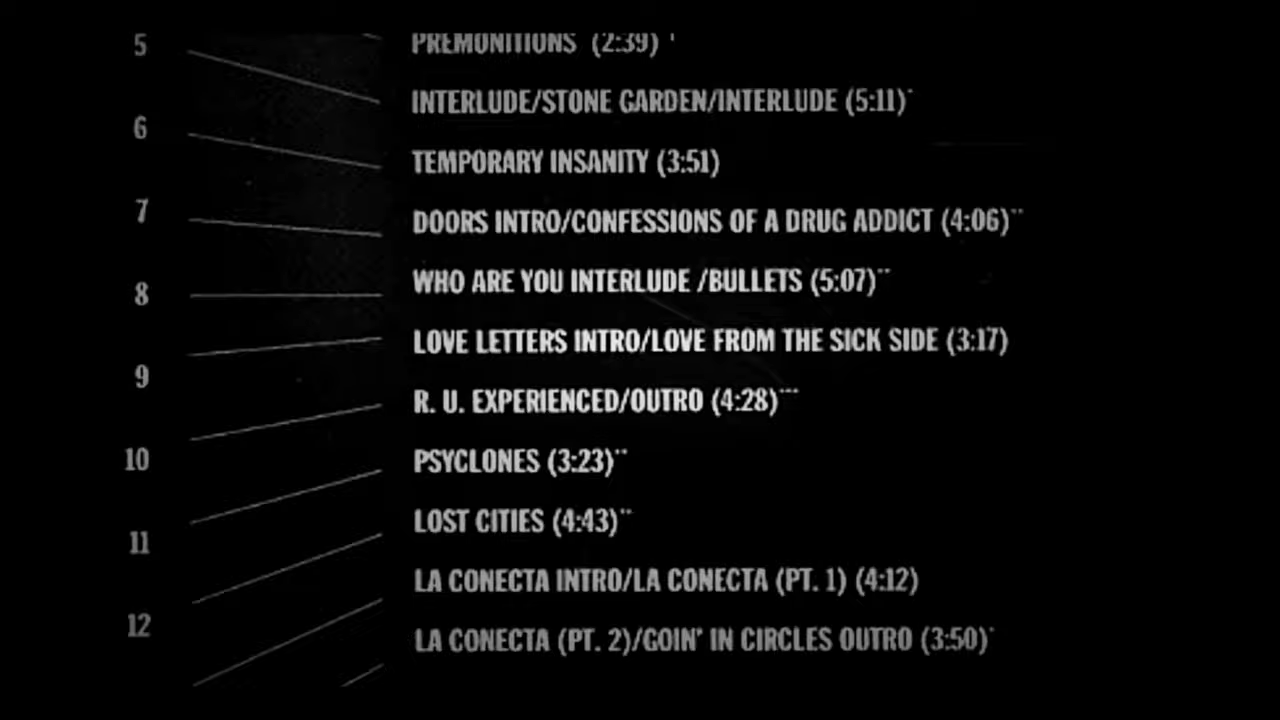 5
PREMONITIONS (2:39) *
INTERLUDE/STONE GARDEN/INTERLUDE (5:11)*
6
TEMPORARY INSANITY (3:51)
7
DOORS INTRO/CONFESSIONS OF A DRUG ADDICT (4:06)**
8
WHO ARE YOU INTERLUDE /BULLETS (5:07)**
LOVE LETTERS INTRO/LOVE FROM THE SICK SIDE (3:17)
9
R. U. EXPERIENCED/OUTRO (4:28)***
10
PSYCLONES (3:23)**
LOST CITIES (4:43)**
11
LA CONECTA INTRO/LA CONECTA (PT. 1) (4:12)
12
LA CONECTA (PT. 2)/GOIN' IN CIRCLES OUTRO (3:50)*